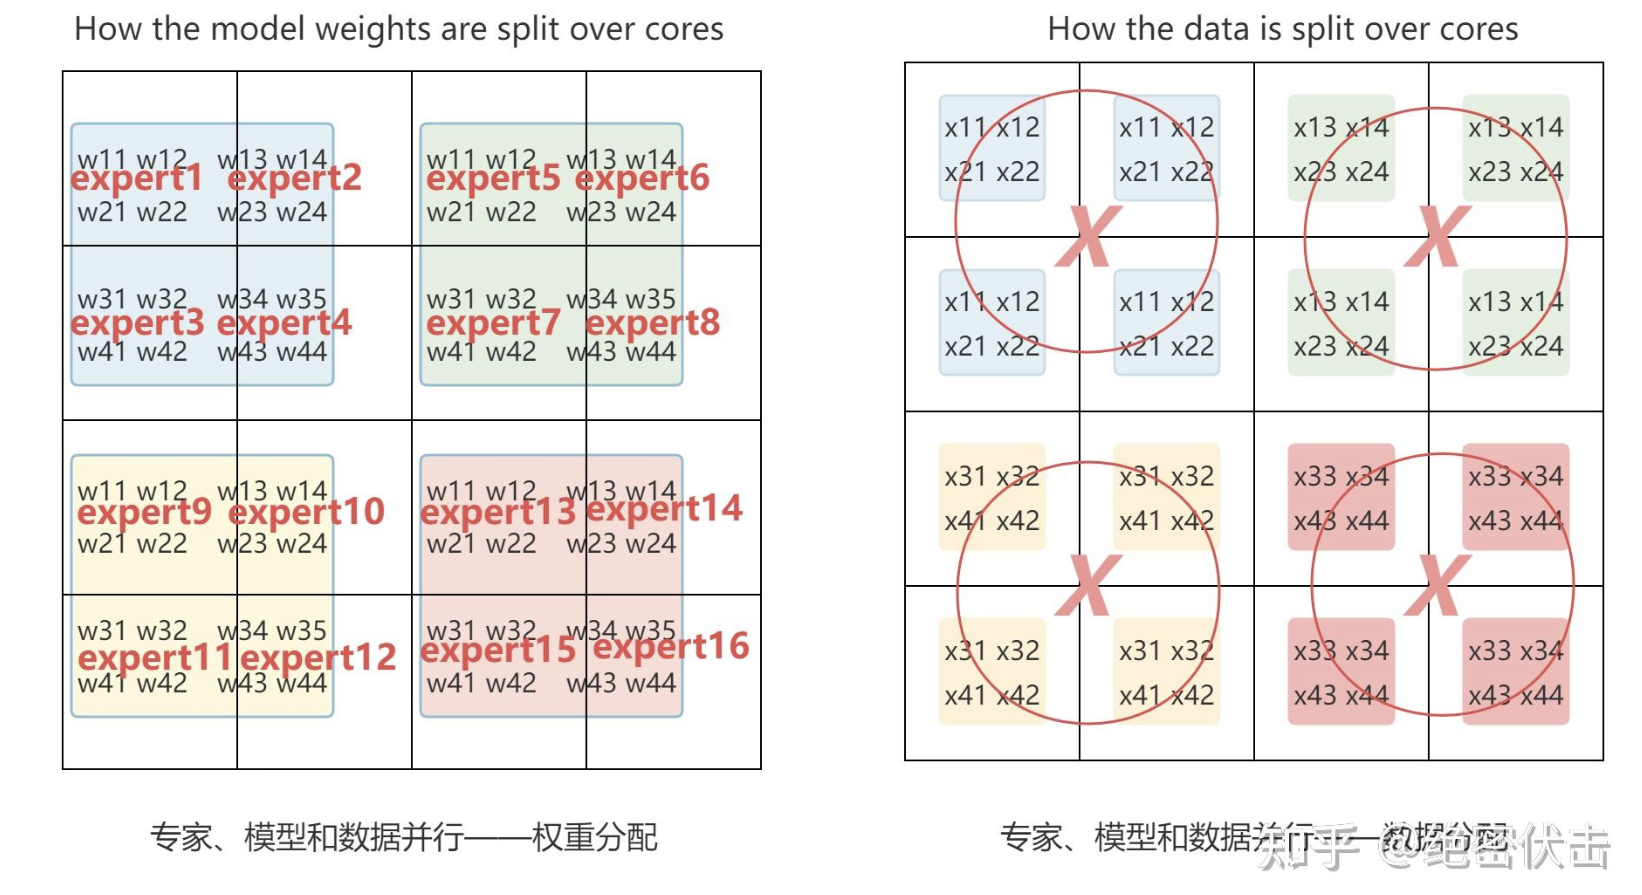 How the model weights are split over cores
How the data is split over cores
w11 w12 w13 w14 w11 w12 w13 w14
expert1 expert2 expert5 expert6
w21 w22 w23 w24 w21 w22 w23 w24
w31 w32 w34 w35 w31 w32 w34 w35
expert3 expert4 expert7 expert8
w41 w42 w43 w44 w41 w42 w43 w44
w11 w12 w13 w14 w11 w12 w13 w14
expert9 expert10 expert13 expert14
w21 w22 w23 w24 w21 w22 w23 w24
w31 w32 w34 w35 w31 w32 w34 w35
expert11 expert12 expert15 expert16
w41 w42 w43 w44 w41 w42 w43 w44
x11 x12 x11 x12 x13 x14 x13 x14
x21 x22 x21 x22 x23 x24 x23 x24
X X
x11 x12 x11 x12 x13 x14 x13 x14
x21 x22 x21 x22 x23 x24 x23 x24
x31 x32 x31 x32 x33 x34 x33 x34
x41 x42 x41 x42 x43 x44 x43 x44
X X
x31 x32 x31 x32 x33 x34 x33 x34
x41 x42 x41 x42 x43 x44 x43 x44
专家、模型和数据并行——权重分配
专家、模型和数据并行——数据分配
知乎 @绝密伏击